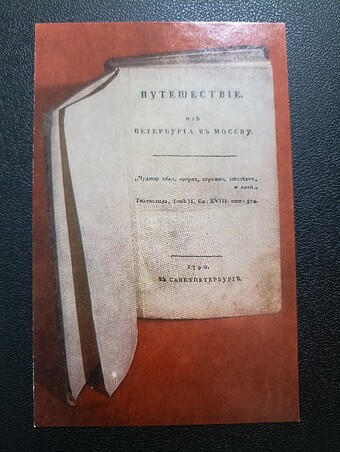 ПУТЕШЕСТВІЕ.
изъ
ПЕТЕРБУРГА ВЪ МОСКВУ.
„Чудище обло, озорно, огромно, стозѣвно,
и лаяй„
Тилемахида, Томъ II, Кн: XVIII. сти: 514.
1790.
ВЪ САНКТПЕТЕРБУРГѢ.